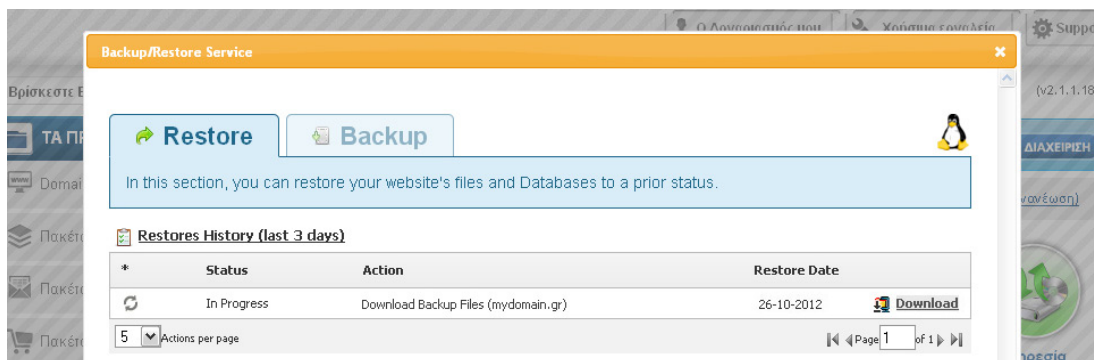 Ο Λογαριασμός μου Χρήσιμα εργαλεία Suppo
Backup/Restore Service
Βρίσκεστε Ε (v2.1.1.18
Restore Backup
ΤΑ ΠΡ ΔΙΑΧΕΙΡΙΣΗ
In this section, you can restore your website's files and Databases to a prior status.
Domai
νανέωση)
Restores History (last 3 days)
Πακέτ
* Status Action Restore Date
In Progress Download Backup Files (mydomain.gr) 26-10-2012 Download
Πακέτ
5 Actions per page Page 1 of 1
Πακέτ